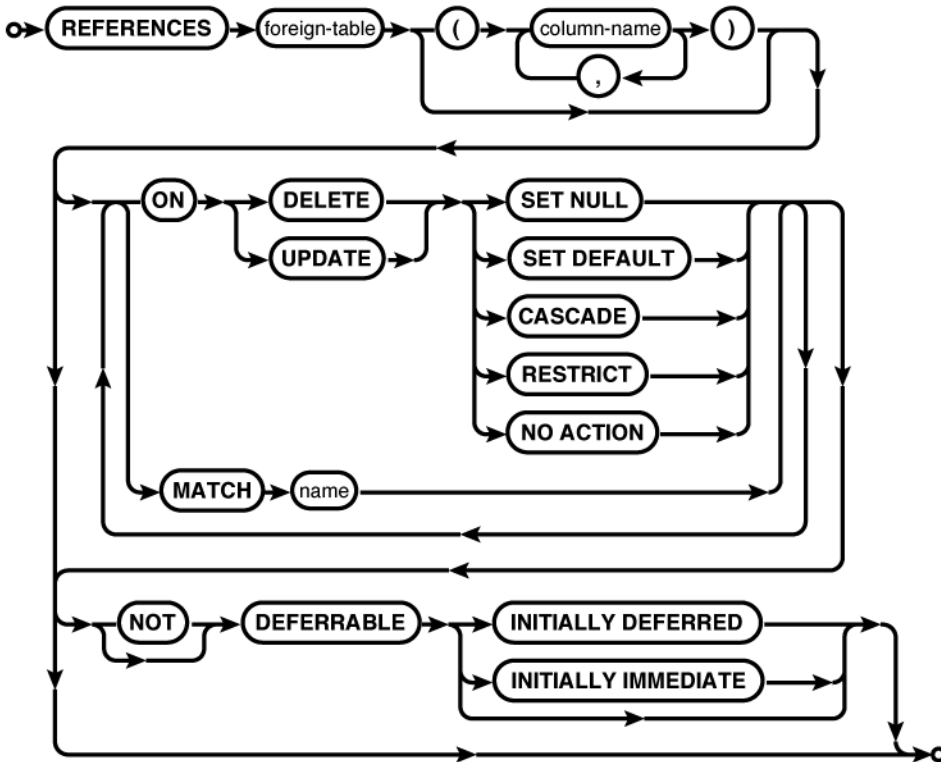 REFERENCES foreign-table ( column-name )
,
ON DELETE SET NULL
UPDATE SET DEFAULT
CASCADE
RESTRICT
NO ACTION
MATCH name
NOT DEFERRABLE INITIALLY DEFERRED
INITIALLY IMMEDIATE